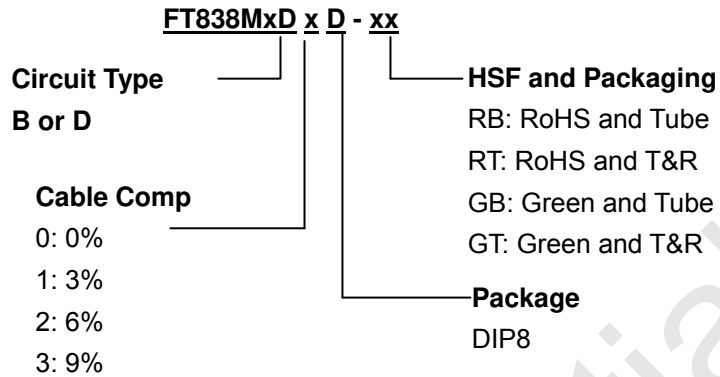 FT838MxD x D - xx
Circuit Type
B or D
Cable Comp
0: 0%
1: 3%
2: 6%
3: 9%
HSF and Packaging
RB: RoHS and Tube
RT: RoHS and T&R
GB: Green and Tube
GT: Green and T&R
Package
DIP8